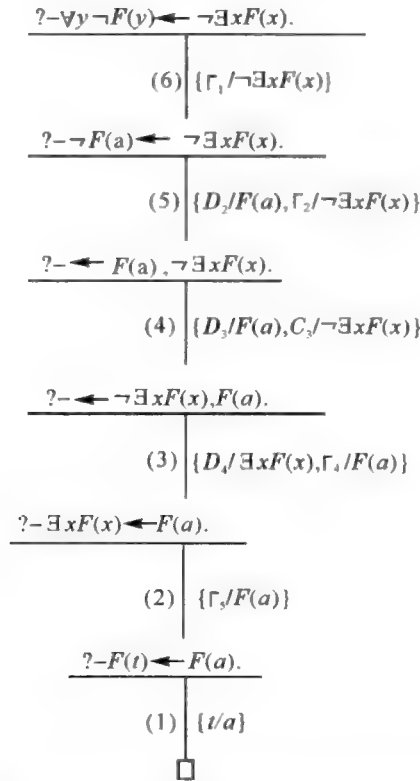 ?–∀y ¬F(y)← ¬∃xF(x).
(6) {Γ₁/¬∃xF(x)}
?–¬F(a)← ¬∃xF(x).
(5) {D₂/F(a),Γ₂/¬∃xF(x)}
?–← F(a),¬∃xF(x).
(4) {D₃/F(a),C₃/¬∃xF(x)}
?–← ¬∃xF(x),F(a).
(3) {D₄/∃xF(x),Γ₄/F(a)}
?–∃xF(x)←F(a).
(2) {Γ₅/F(a)}
?–F(t)←F(a).
(1) {t/a}